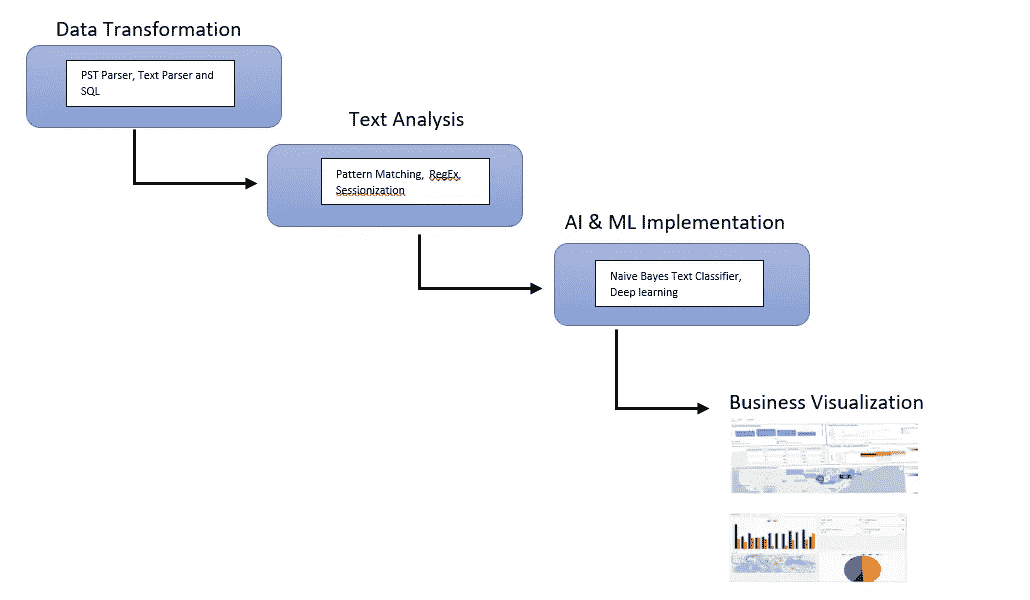 Data Transformation
PST Parser, Text Parser and
SQL
Text Analysis
Pattern Matching, RegEx,
Sessionization
AI & ML Implementation
Naive Bayes Text Classifier,
Deep learning
Business Visualization